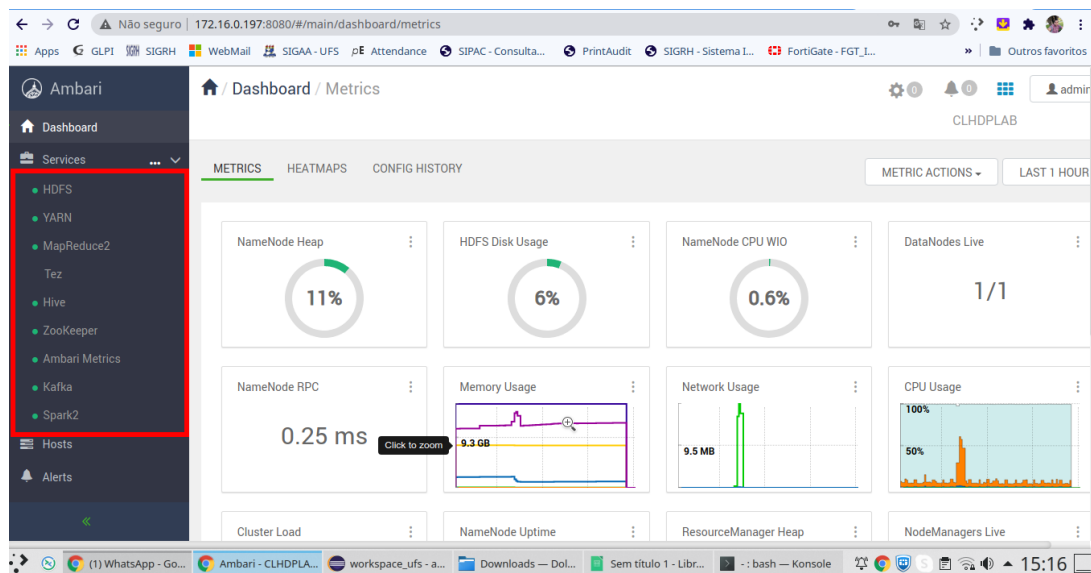 Não seguro
172.16.0.197:8080/#/main/dashboard/metrics
Apps GLPI SIGRH WebMail SIGAA - UFS Attendance SIPAC - Consulta... PrintAudit SIGRH - Sistema I... FortiGate - FGT_I... » Outros favoritos
Ambari
/ Dashboard / Metrics
0 0 admin
CLHDPLAB
Dashboard
Services ...
HDFS
YARN
MapReduce2
Tez
Hive
ZooKeeper
Ambari Metrics
Kafka
Spark2
Hosts
Alerts
«
METRICS HEATMAPS CONFIG HISTORY
METRIC ACTIONS LAST 1 HOUR
NameNode Heap
11%
HDFS Disk Usage
6%
NameNode CPU WIO
0.6%
DataNodes Live
1/1
NameNode RPC
0.25 ms
Memory Usage
Click to zoom
9.3 GB
Network Usage
9.5 MB
CPU Usage
100%
50%
Cluster Load
NameNode Uptime
ResourceManager Heap
NodeManagers Live
(1) WhatsApp - Go... Ambari - CLHDPLA... workspace_ufs - a... Downloads — Dol... Sem título 1 - Libr... - : bash — Konsole 15:16